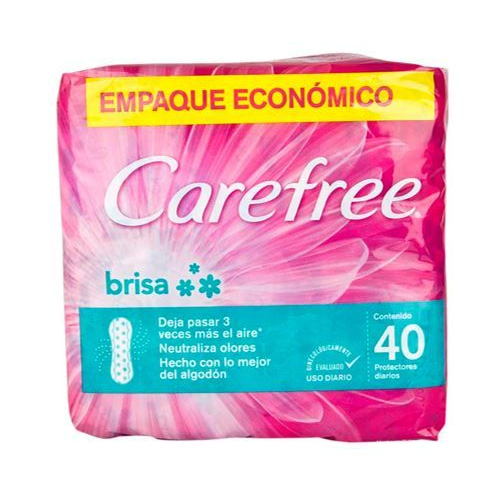 EMPAQUE ECONÓMICO
Carefree®
brisa
Deja pasar 3
veces más el aire*
Neutraliza olores
Hecho con lo mejor
del algodón
GINECOLÓGICAMENTE
EVALUADO
USO DIARIO
Contenido
40
Protectores
diarios